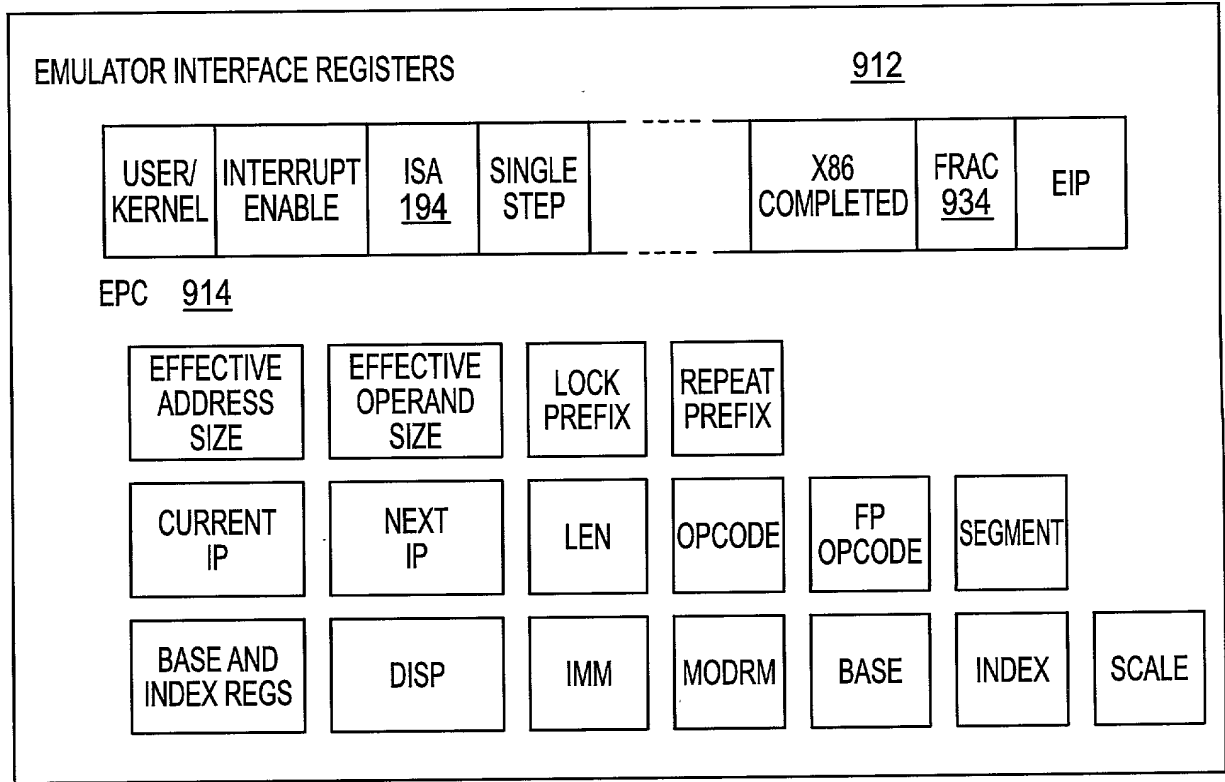 EMULATOR INTERFACE REGISTERS 912
USER/ KERNEL INTERRUPT ENABLE ISA 194 SINGLE STEP X86 COMPLETED FRAC 934 EIP
EPC 914
EFFECTIVE ADDRESS SIZE EFFECTIVE OPERAND SIZE LOCK PREFIX REPEAT PREFIX
CURRENT IP NEXT IP LEN OPCODE FP OPCODE SEGMENT
BASE AND INDEX REGS DISP IMM MODRM BASE INDEX SCALE